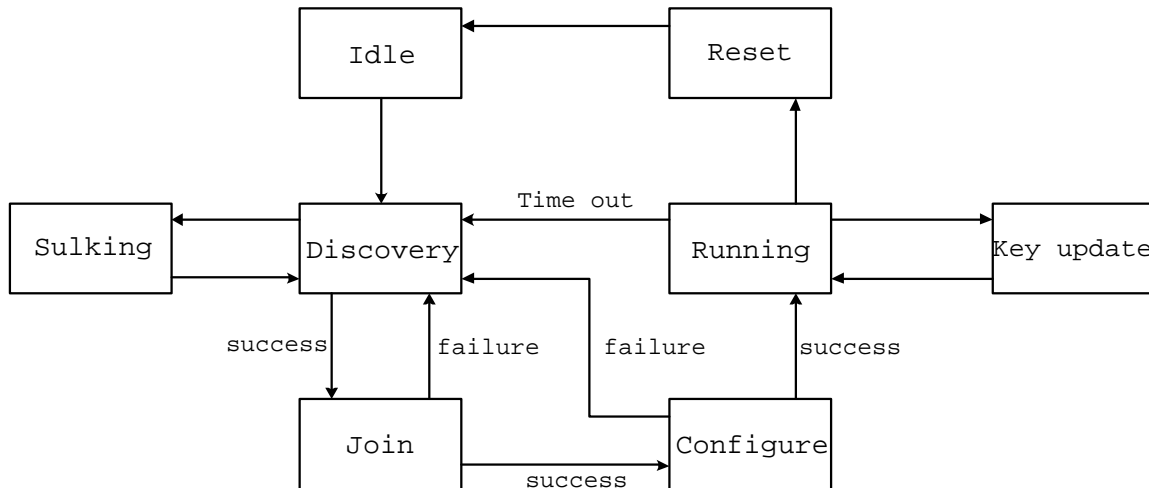 Idle
Reset
Time out
Sulking
Discovery
Running
Key update
success
failure
failure
success
Join
Configure
success